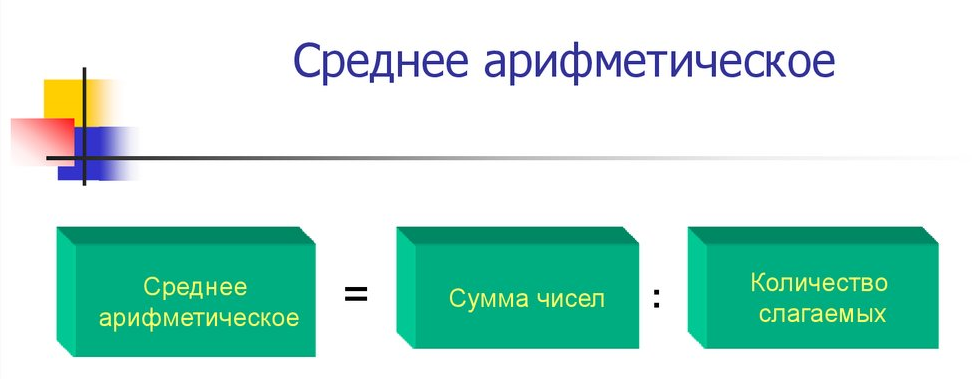 Среднее арифметическое
Среднее
арифметическое
=
Сумма чисел
:
Количество
слагаемых